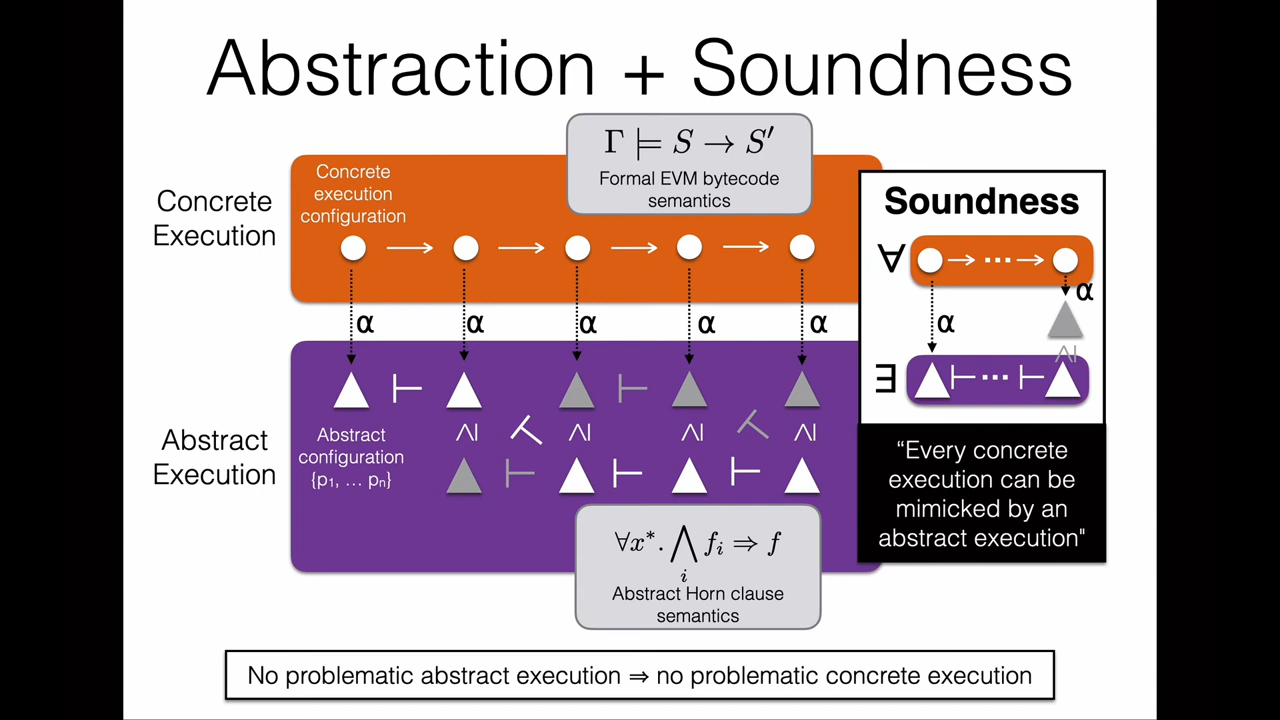 Abstraction + Soundness
Γ ⊨ S → S′
Formal EVM bytecode
semantics
Concrete
Execution
Concrete
execution
configuration
α α α α α
Abstract
Execution
Abstract
configuration
{p₁, … pₙ}
⊢
≤ ⊢ ≤ ≤ ⊢ ≤
⊢ ⊢ ⊢
∀x*. ⋀ fᵢ ⇒ f
i
Abstract Horn clause
semantics
Soundness
∀ → ··· →
α
α
≤
∃ ⊢ ··· ⊢
“Every concrete
execution can be
mimicked by an
abstract execution"
No problematic abstract execution ⇒ no problematic concrete execution